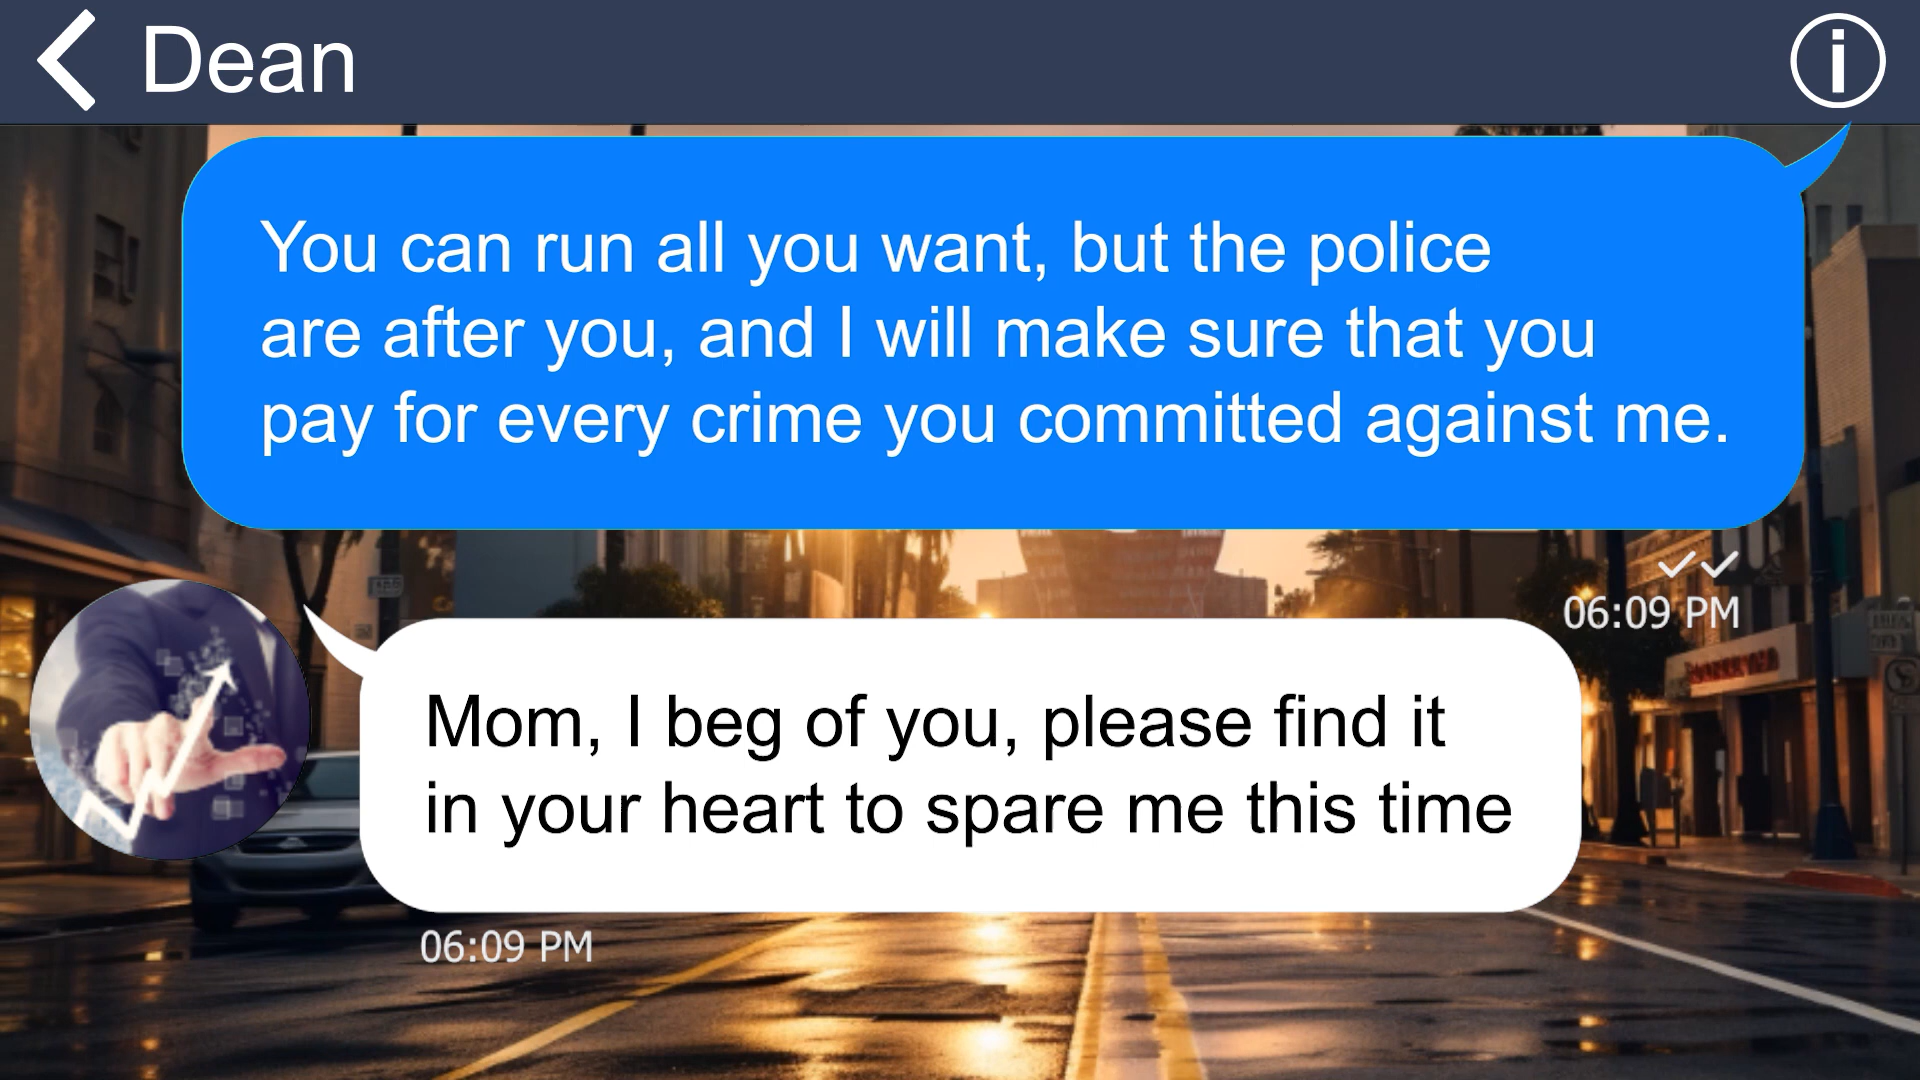 Dean
You can run all you want, but the police
are after you, and I will make sure that you
pay for every crime you committed against me.
06:09 PM
Mom, I beg of you, please find it
in your heart to spare me this time
06:09 PM